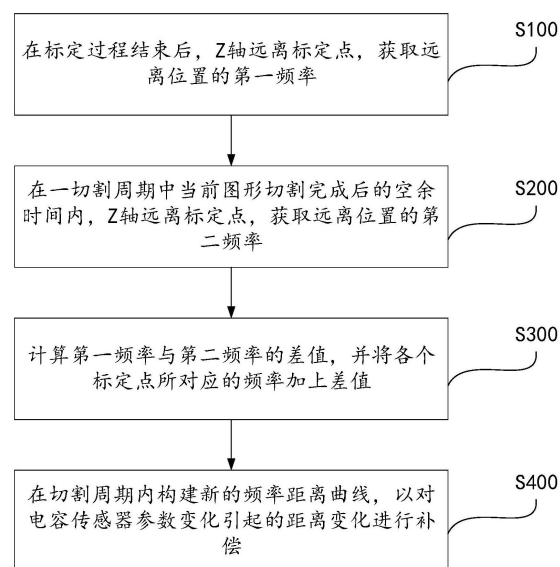 S100
在标定过程结束后，Z轴远离标定点，获取远
离位置的第一频率
S200
在一切割周期中当前图形切割完成后的空余
时间内，Z轴远离标定点，获取远离位置的第
二频率
S300
计算第一频率与第二频率的差值，并将各个
标定点所对应的频率加上差值
S400
在切割周期内构建新的频率距离曲线，以对
电容传感器参数变化引起的距离变化进行补
偿